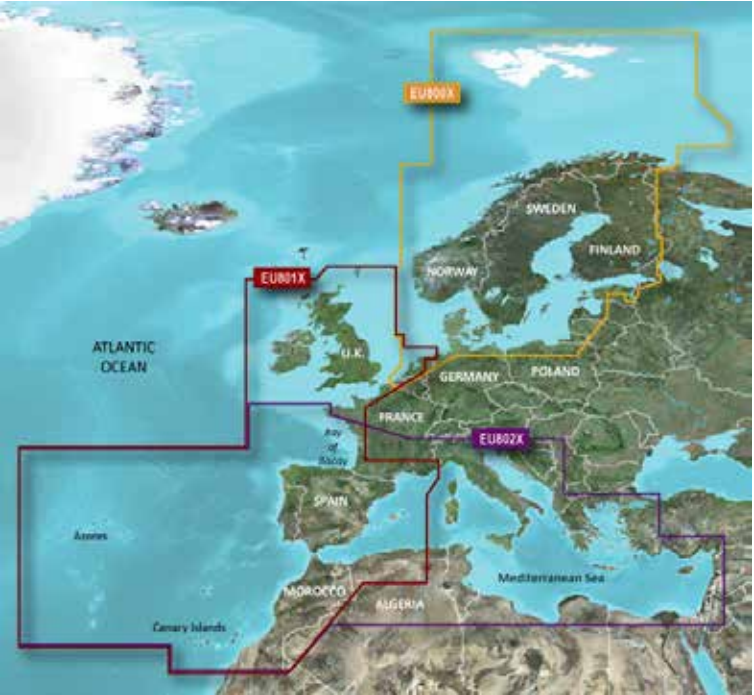 EU800X
SWEDEN
FINLAND
NORWAY
EU801X
ATLANTIC
OCEAN
U.K.
GERMANY
POLAND
FRANCE
EU802X
Bay
of
Biscay
SPAIN
Azores
Mediterranean Sea
MOROCCO
ALGERIA
Canary Islands